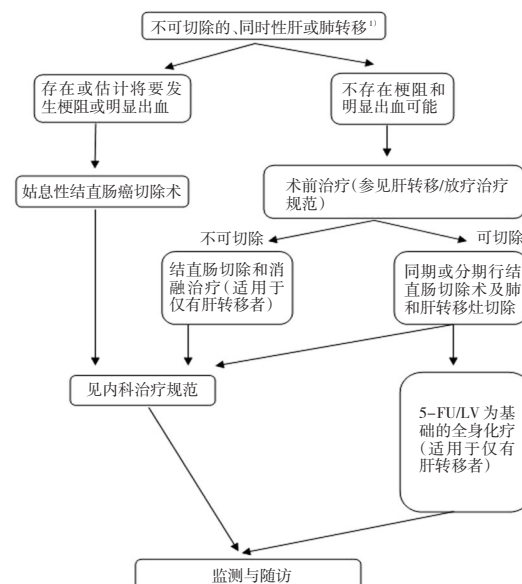 不可切除的、同时性肝或肺转移1)
存在或估计将要发
生梗阻或明显出血
不存在梗阻和
明显出血可能
姑息性结直肠癌切除术
术前治疗(参见肝转移/放疗治疗
规范)
不可切除
可切除
结直肠切除和消
融治疗(适用于
仅有肝转移者)
同期或分期行结
直肠切除术及肺
和肝转移灶切除
见内科治疗规范
5-FU/LV 为基
础的全身化疗
(适用于仅有
肝转移者)
监测与随访